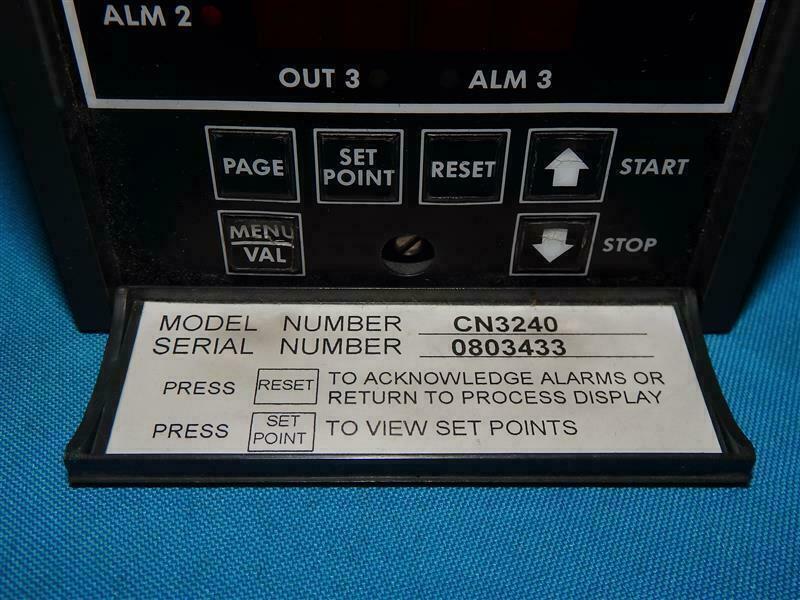 ALM 2
OUT 3 ALM 3
PAGE SET POINT RESET START
MENU VAL STOP
MODEL NUMBER CN3240
SERIAL NUMBER 0803433
PRESS RESET TO ACKNOWLEDGE ALARMS OR
RETURN TO PROCESS DISPLAY
PRESS SET POINT TO VIEW SET POINTS